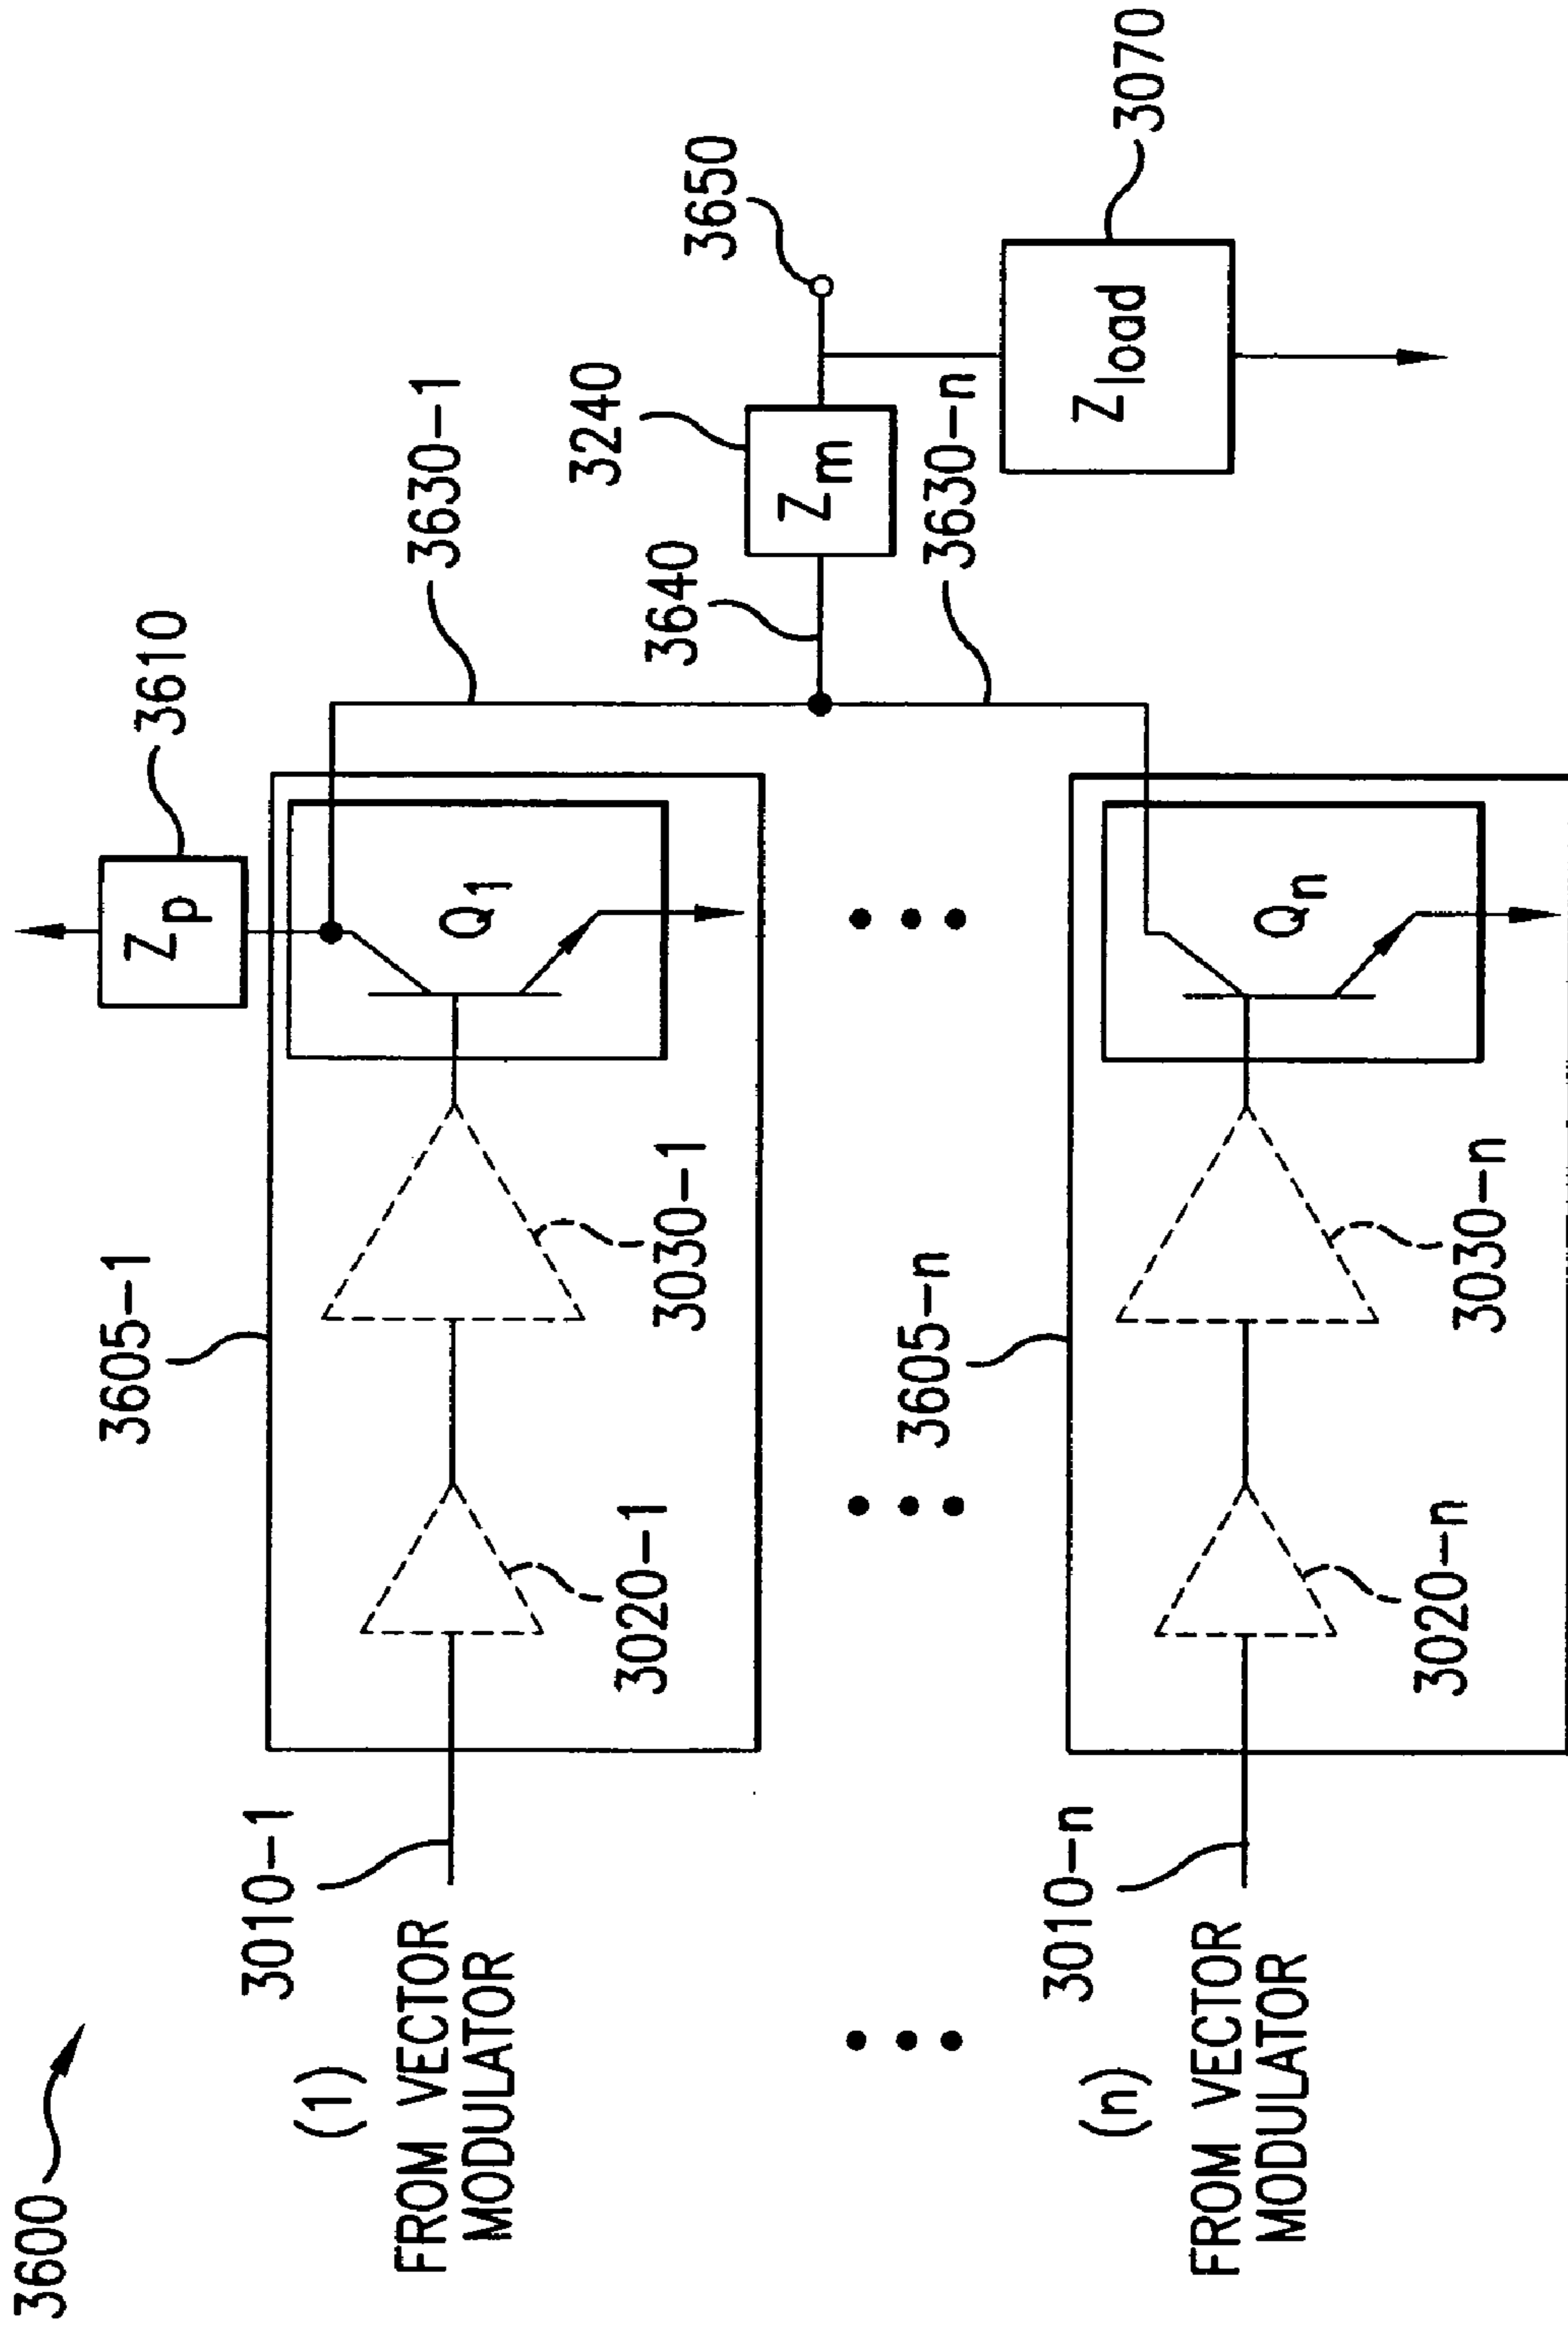 3600
(1)
FROM VECTOR
MODULATOR
3010-1
3605-1
3020-1
3030-1
Q1
Zp
3610
3630-1
3640
3240
Zm
3650
3630-n
Zload
3070
(n)
FROM VECTOR
MODULATOR
3010-n
3605-n
3020-n
3030-n
Qn